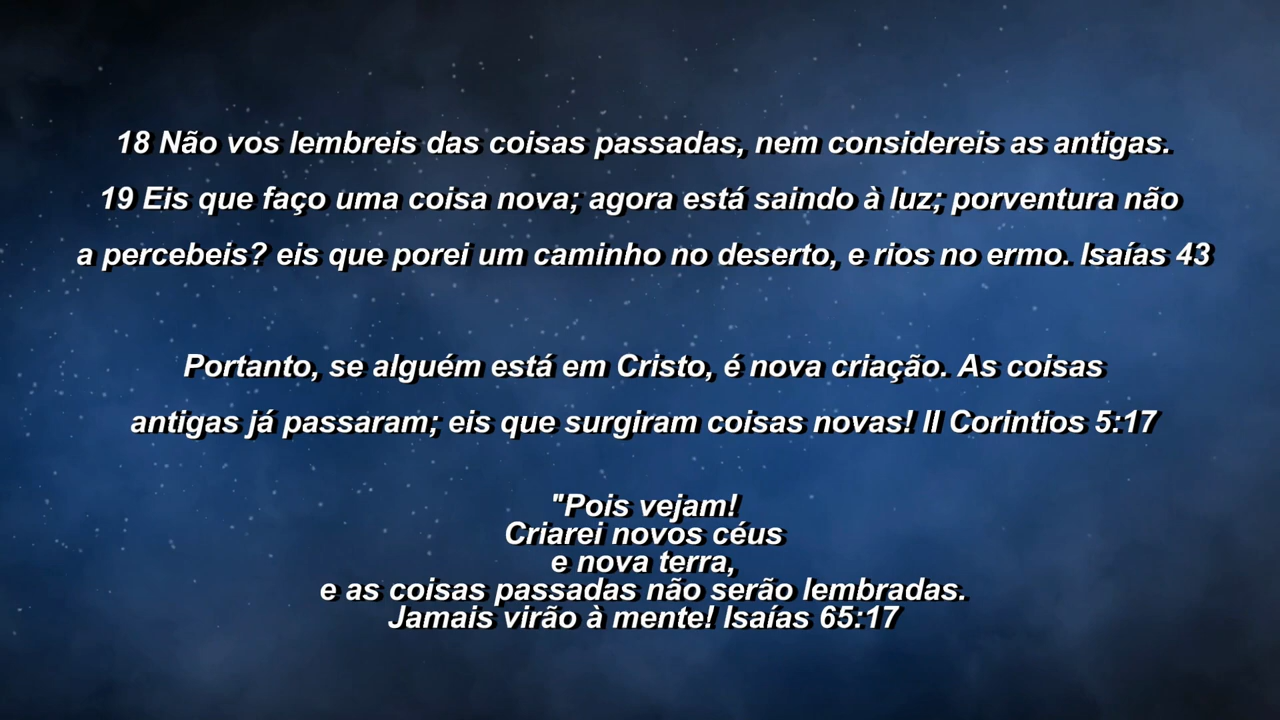 18 Não vos lembreis das coisas passadas, nem considereis as antigas.
19 Eis que faço uma coisa nova; agora está saindo à luz; porventura não
a percebeis? eis que porei um caminho no deserto, e rios no ermo. Isaías 43
Portanto, se alguém está em Cristo, é nova criação. As coisas
antigas já passaram; eis que surgiram coisas novas! II Corintios 5:17
"Pois vejam!
Criarei novos céus
e nova terra,
e as coisas passadas não serão lembradas.
Jamais virão à mente! Isaías 65:17